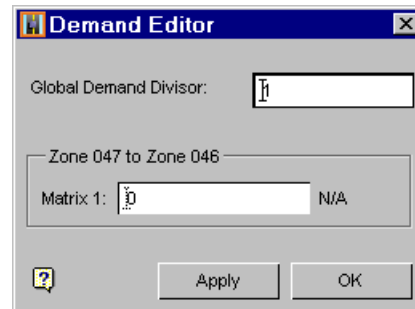 Demand Editor
Global Demand Divisor: 1
Zone 047 to Zone 046
Matrix 1: 0 N/A
? Apply OK